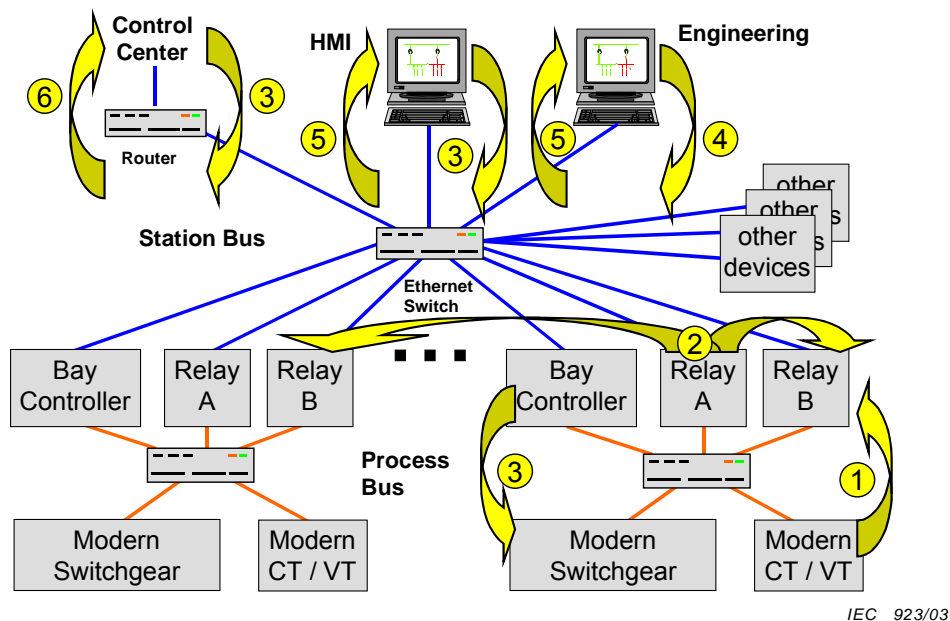 Control
Center
HMI
Engineering
6
3
5
3
5
4
Router
other
other
s
other
s
devices
Station Bus
Ethernet
Switch
2
Bay
Controller
Relay
A
Relay
B
Bay
Controller
Relay
A
Relay
B
Process
Bus
3
1
Modern
Switchgear
Modern
CT / VT
Modern
Switchgear
Modern
CT / VT
IEC 923/03